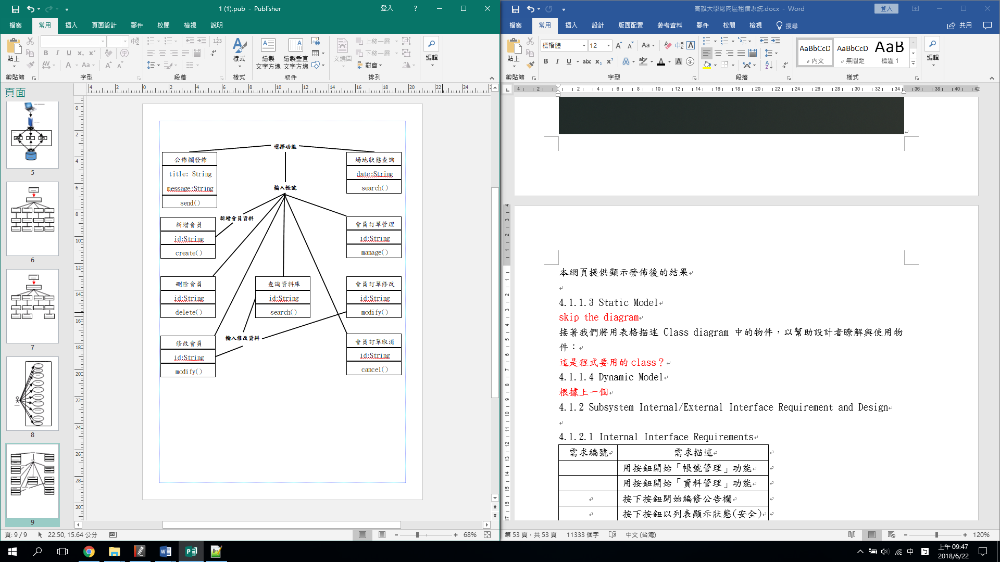 1 (1).pub - Publisher
登入
?
檔案
常用
插入
頁面設計
郵件
校閱
檢視
說明
貼上
剪貼簿
字型
段落
樣式
樣式
繪製
文字方塊
繪製垂直
文字方塊
物件
文繞圖
上移一層
下移一層
對齊
排列
編輯
頁面
5
6
7
8
9
選擇功能
公佈欄發佈
title: String
message:String
send()
場地狀態查詢
date:String
search()
輸入帳號
新增會員資料
新增會員
id:String
create()
會員訂單管理
id:String
manage()
刪除會員
id:String
delete()
查詢資料庫
id:String
search()
會員訂單修改
id:String
modify()
輸入修改資料
修改會員
id:String
modify()
會員訂單取消
id:String
cancel()
頁: 9 / 9
22.50, 15.64 公分
68%
高雄大學烤肉區租借系統.docx - Word
登入
檔案
常用
插入
設計
版面配置
參考資料
郵件
校閱
檢視
搜尋
共用
貼上
剪貼簿
標楷體
12
字型
段落
AaBbCcD
內文
AaBbCcD
無間距
AaB
標題 1
樣式
編輯
本網頁提供顯示發佈後的結果
4.1.1.3 Static Model
skip the diagram
接著我們將用表格描述 Class diagram 中的物件，以幫助設計者瞭解與使用物
件：
這是程式要用的 class？
4.1.1.4 Dynamic Model
根據上一個
4.1.2 Subsystem Internal/External Interface Requirement and Design
4.1.2.1 Internal Interface Requirements
需求編號 需求描述
用按鈕開始「帳號管理」功能
用按鈕開始「資料管理」功能
按下按鈕開始編修公告欄
按下按鈕以列表顯示狀態(安全)
第 53 頁，共 53 頁
11333 個字
中文 (台灣)
120%
中
上午 09:47
2018/6/22